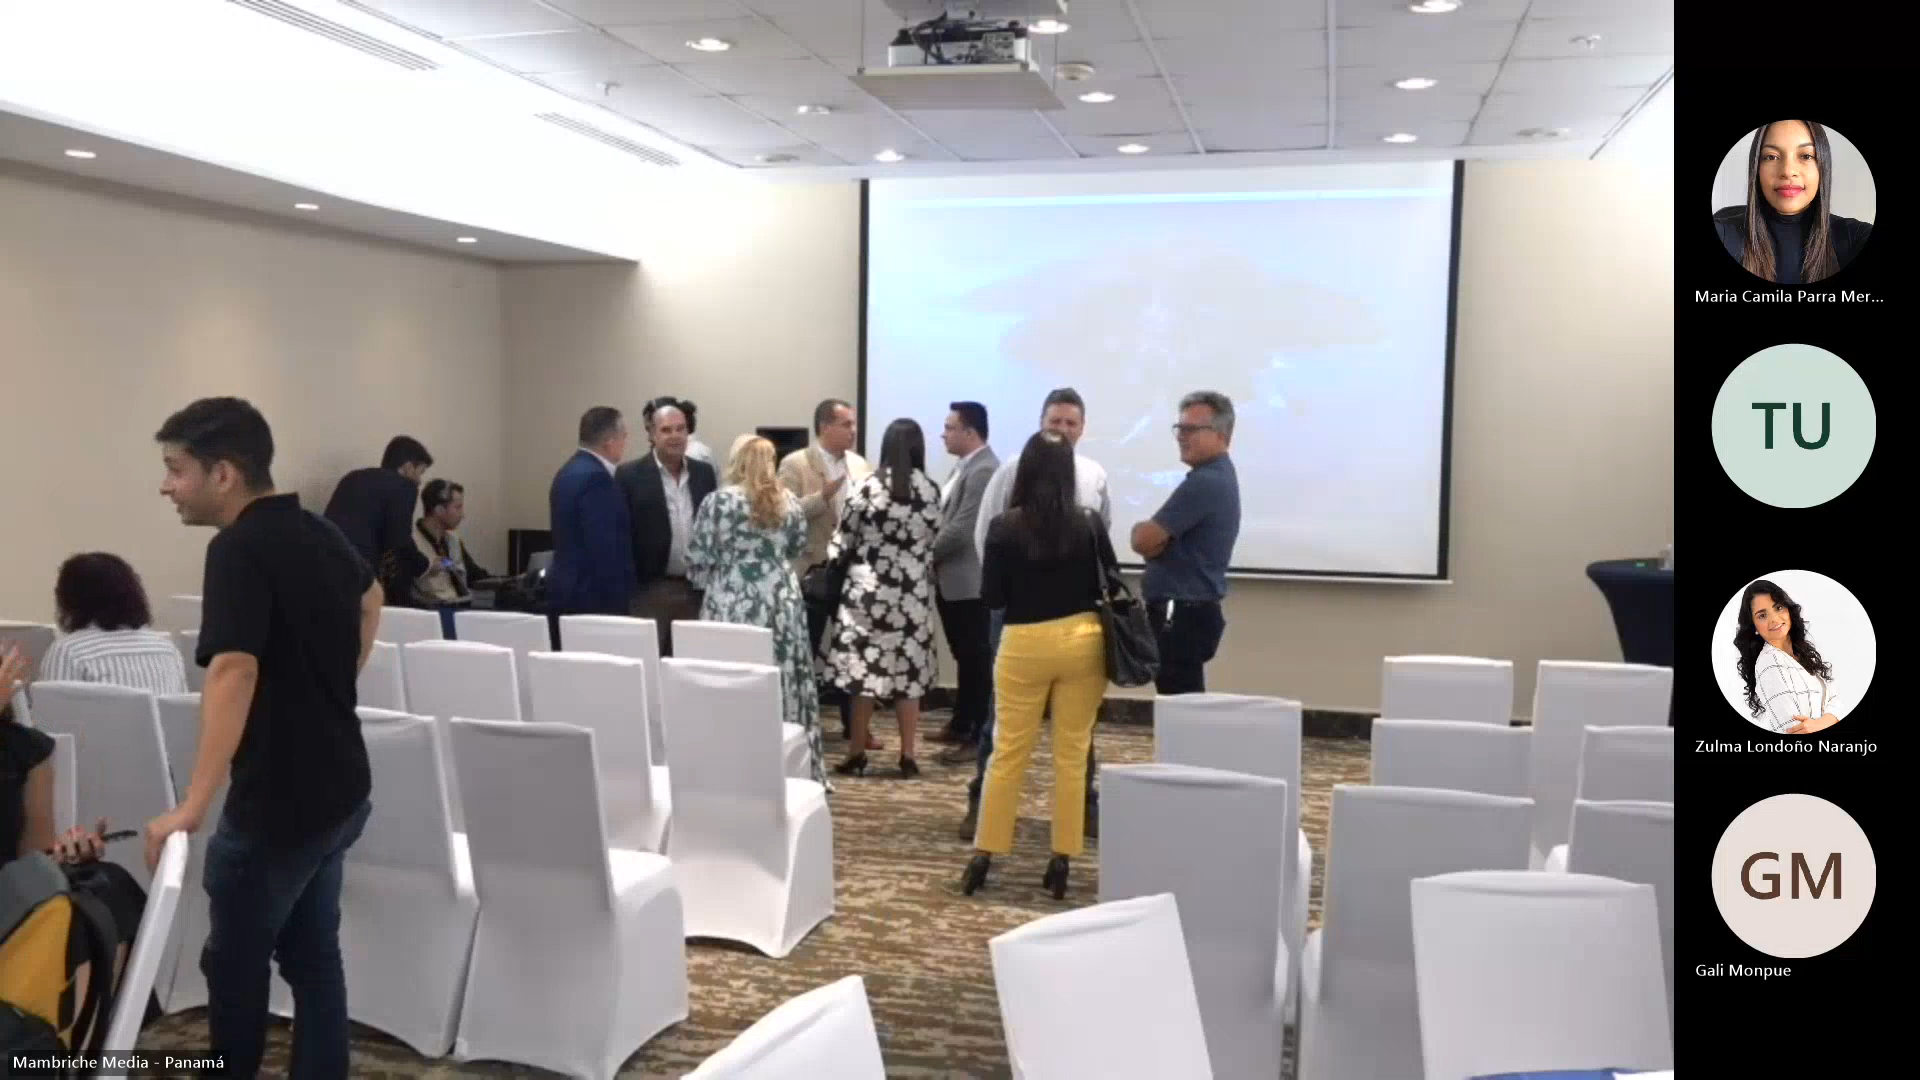 Maria Camila Parra Mer...
TU
Zulma Londoño Naranjo
GM
Gali Monpue
Mambriche Media - Panamá